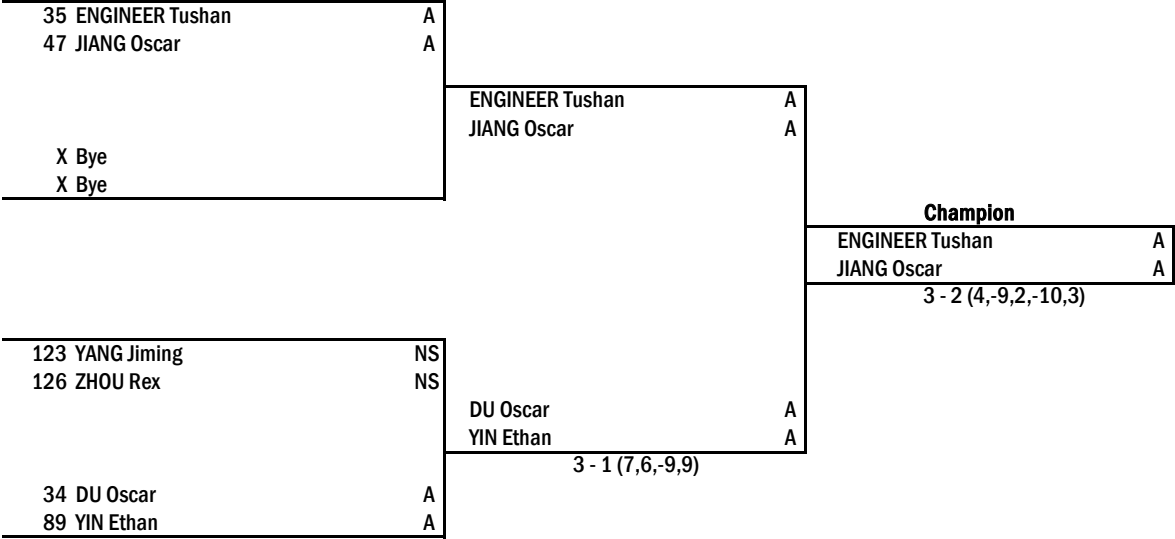 35 ENGINEER Tushan A
47 JIANG Oscar A
ENGINEER Tushan A
JIANG Oscar A
X Bye
X Bye
Champion
ENGINEER Tushan A
JIANG Oscar A
3 - 2 (4,-9,2,-10,3)
123 YANG Jiming NS
126 ZHOU Rex NS
DU Oscar A
YIN Ethan A
3 - 1 (7,6,-9,9)
34 DU Oscar A
89 YIN Ethan A